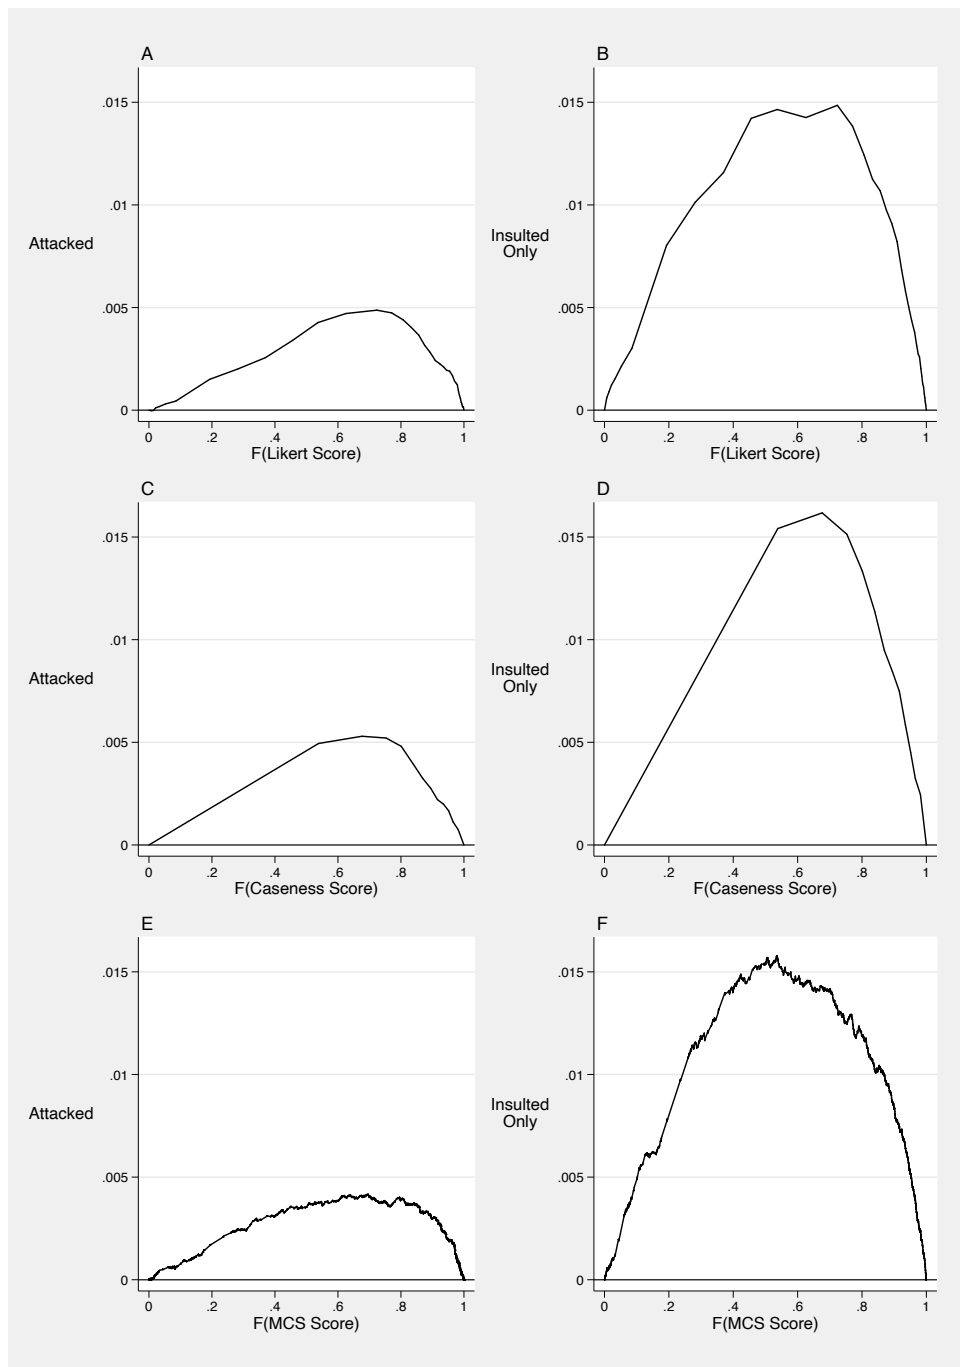 A
.015
.01
Attacked
.005
0
0 .2 .4 .6 .8 1
F(Likert Score)
B
.015
.01
Insulted
Only
.005
0
0 .2 .4 .6 .8 1
F(Likert Score)
C
.015
.01
Attacked
.005
0
0 .2 .4 .6 .8 1
F(Caseness Score)
D
.015
.01
Insulted
Only
.005
0
0 .2 .4 .6 .8 1
F(Caseness Score)
E
.015
.01
Attacked
.005
0
0 .2 .4 .6 .8 1
F(MCS Score)
F
.015
.01
Insulted
Only
.005
0
0 .2 .4 .6 .8 1
F(MCS Score)